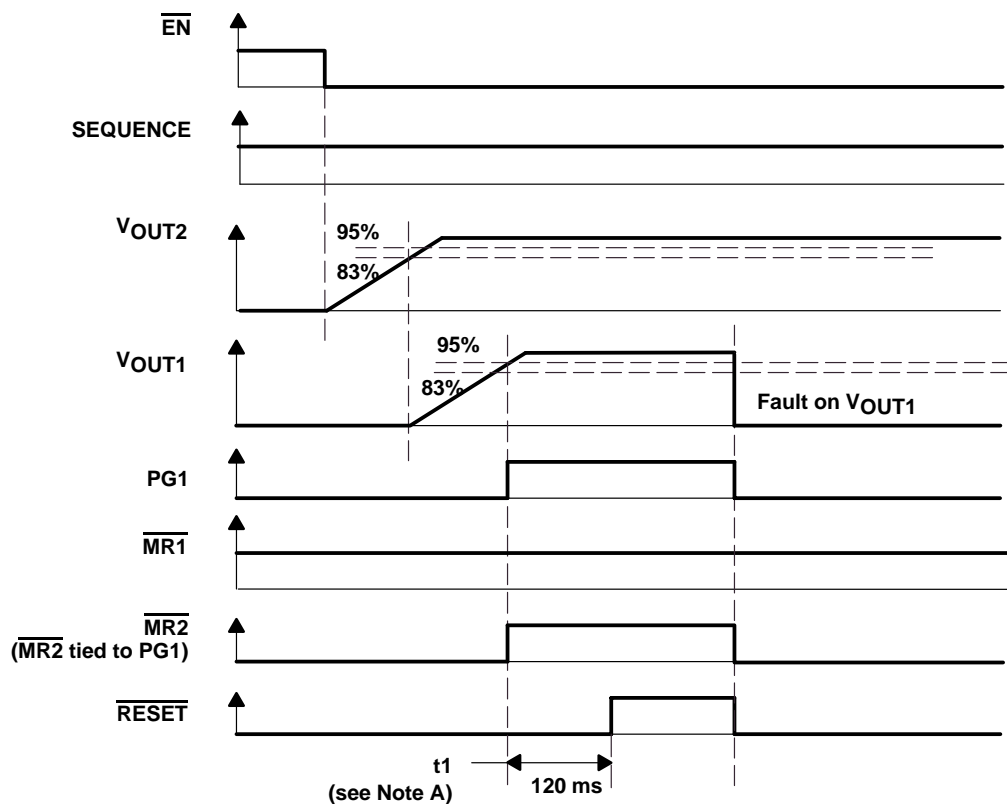 EN
SEQUENCE
VOUT2
95%
83%
VOUT1
95%
83%
Fault on VOUT1
PG1
MR1
MR2
(MR2 tied to PG1)
RESET
t1
(see Note A)
120 ms